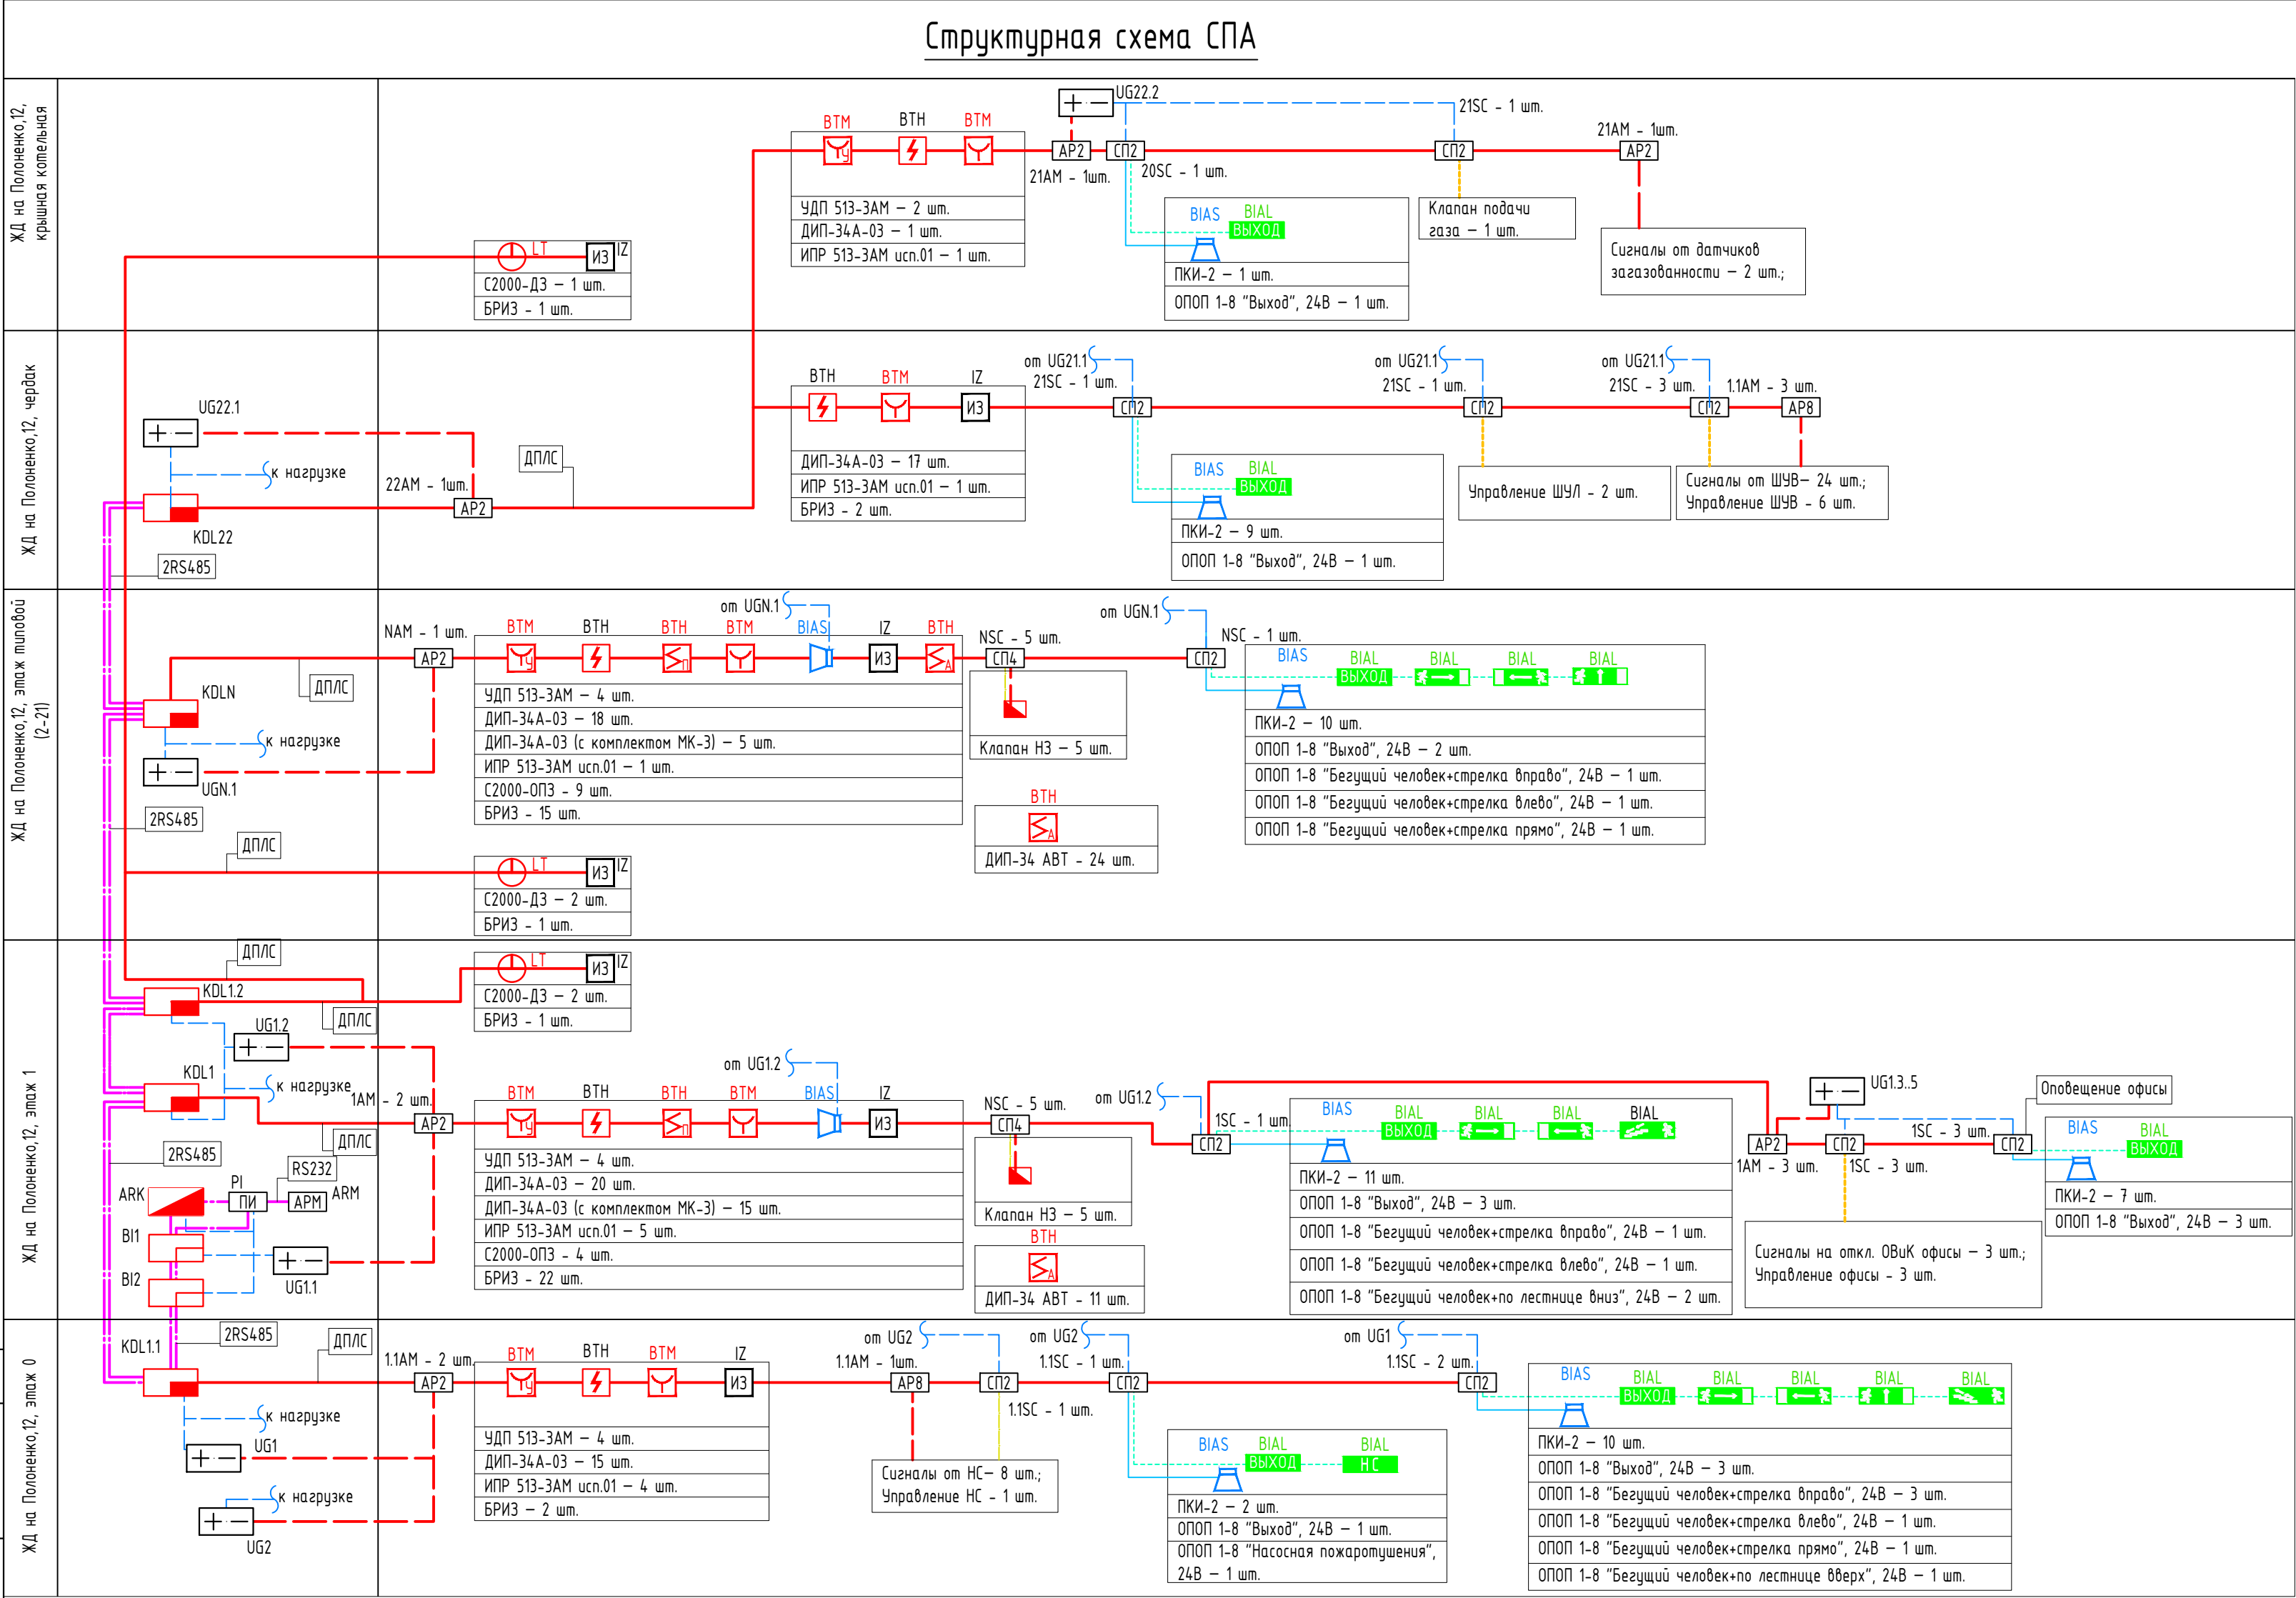 Структурная схема СПА
ЖД на Полоненко,12,
крышная котельная
UG22.2
21SC - 1 шт.
BTM
BTH
BTM
У
АР2
СП2
СП2
21АМ - 1шт.
АР2
21АМ - 1шт.
20SC - 1 шт.
УДП 513-3АМ – 2 шт.
ДИП-34А-03 – 1 шт.
ИПР 513-3АМ исп.01 – 1 шт.
BIAS
BIAL
ВЫХОД
ПКИ-2 – 1 шт.
ОПОП 1-8 "Выход", 24В – 1 шт.
Клапан подачи
газа – 1 шт.
Сигналы от датчиков
загазованности – 2 шт.;
LT
ИЗ
IZ
С2000-ДЗ – 1 шт.
БРИЗ - 1 шт.
ЖД на Полоненко,12, чердак
UG22.1
к нагрузке
KDL22
2RS485
22АМ - 1шт.
АР2
ДПЛС
BTH
BTM
IZ
ИЗ
ДИП-34А-03 – 17 шт.
ИПР 513-3АМ исп.01 – 1 шт.
БРИЗ - 2 шт.
от UG21.1
21SC - 1 шт.
СП2
BIAS
BIAL
ВЫХОД
ПКИ-2 – 9 шт.
ОПОП 1-8 "Выход", 24В – 1 шт.
от UG21.1
21SC - 1 шт.
СП2
Управление ШУЛ - 2 шт.
от UG21.1
21SC - 3 шт.
СП2
1.1АМ - 3 шт.
АР8
Сигналы от ШУВ– 24 шт.;
Управление ШУВ - 6 шт.
ЖД на Полоненко,12, этаж типовой
(2-21)
KDLN
ДПЛС
к нагрузке
UGN.1
2RS485
ДПЛС
NAM - 1 шт.
АР2
BTM
BTH
BTH
BTM
от UGN.1
BIAS
IZ
BTH
У
П
ИЗ
А
УДП 513-3АМ – 4 шт.
ДИП-34А-03 – 18 шт.
ДИП-34А-03 (с комплектом МК-3) – 5 шт.
ИПР 513-3АМ исп.01 – 1 шт.
С2000-ОПЗ - 9 шт.
БРИЗ - 15 шт.
NSC - 5 шт.
СП4
Клапан НЗ – 5 шт.
BTH
А
ДИП-34 АВТ - 24 шт.
от UGN.1
NSC - 1 шт.
СП2
BIAS
BIAL
BIAL
BIAL
BIAL
ВЫХОД
ПКИ-2 – 10 шт.
ОПОП 1-8 "Выход", 24В – 2 шт.
ОПОП 1-8 "Бегущий человек+стрелка вправо", 24В – 1 шт.
ОПОП 1-8 "Бегущий человек+стрелка влево", 24В – 1 шт.
ОПОП 1-8 "Бегущий человек+стрелка прямо", 24В – 1 шт.
LT
ИЗ
IZ
С2000-ДЗ – 2 шт.
БРИЗ - 1 шт.
ЖД на Полоненко,12, этаж 1
ДПЛС
KDL1.2
ДПЛС
LT
ИЗ
IZ
С2000-ДЗ – 2 шт.
БРИЗ - 1 шт.
UG1.2
KDL1
к нагрузке
1АМ - 2 шт.
АР2
ДПЛС
2RS485
RS232
ARK
PI
ПИ
АРМ
ARM
BI1
BI2
UG1.1
BTM
BTH
BTH
BTM
от UG1.2
BIAS
IZ
У
П
ИЗ
УДП 513-3АМ – 4 шт.
ДИП-34А-03 – 20 шт.
ДИП-34А-03 (с комплектом МК-3) – 15 шт.
ИПР 513-3АМ исп.01 – 5 шт.
С2000-ОПЗ - 4 шт.
БРИЗ - 22 шт.
NSC - 5 шт.
СП4
Клапан НЗ – 5 шт.
BTH
А
ДИП-34 АВТ - 11 шт.
от UG1.2
1SC - 1 шт.
СП2
BIAS
BIAL
BIAL
BIAL
BIAL
ВЫХОД
ПКИ-2 – 11 шт.
ОПОП 1-8 "Выход", 24В – 3 шт.
ОПОП 1-8 "Бегущий человек+стрелка вправо", 24В – 1 шт.
ОПОП 1-8 "Бегущий человек+стрелка влево", 24В – 1 шт.
ОПОП 1-8 "Бегущий человек+по лестнице вниз", 24В – 2 шт.
UG1.3..5
АР2
1АМ - 3 шт.
СП2
1SC - 3 шт.
1SC - 3 шт.
СП2
Оповещение офисы
Сигналы на откл. ОВиК офисы – 3 шт.;
Управление офисы - 3 шт.
BIAS
BIAL
ВЫХОД
ПКИ-2 – 7 шт.
ОПОП 1-8 "Выход", 24В – 3 шт.
ЖД на Полоненко,12, этаж 0
KDL1.1
2RS485
ДПЛС
к нагрузке
UG1
к нагрузке
UG2
1.1АМ - 2 шт.
АР2
BTM
BTH
BTM
IZ
У
ИЗ
УДП 513-3АМ – 4 шт.
ДИП-34А-03 – 15 шт.
ИПР 513-3АМ исп.01 – 4 шт.
БРИЗ - 2 шт.
от UG2
1.1АМ - 1шт.
АР8
СП2
1.1SC - 1 шт.
Сигналы от НС– 8 шт.;
Управление НС - 1 шт.
от UG2
1.1SC - 1 шт.
СП2
BIAS
BIAL
BIAL
ВЫХОД
НС
ПКИ-2 – 2 шт.
ОПОП 1-8 "Выход", 24В – 1 шт.
ОПОП 1-8 "Насосная пожаротушения",
24В – 1 шт.
от UG1
1.1SC - 2 шт.
СП2
BIAS
BIAL
BIAL
BIAL
BIAL
BIAL
ВЫХОД
ПКИ-2 – 10 шт.
ОПОП 1-8 "Выход", 24В – 3 шт.
ОПОП 1-8 "Бегущий человек+стрелка вправо", 24В – 3 шт.
ОПОП 1-8 "Бегущий человек+стрелка влево", 24В – 1 шт.
ОПОП 1-8 "Бегущий человек+стрелка прямо", 24В – 1 шт.
ОПОП 1-8 "Бегущий человек+по лестнице вверх", 24В – 1 шт.